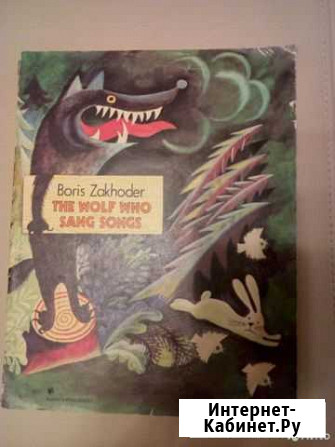 Boris Zakhoder
THE WOLF WHO
SANG SONGS
Интернет-
Кабинет.Ру